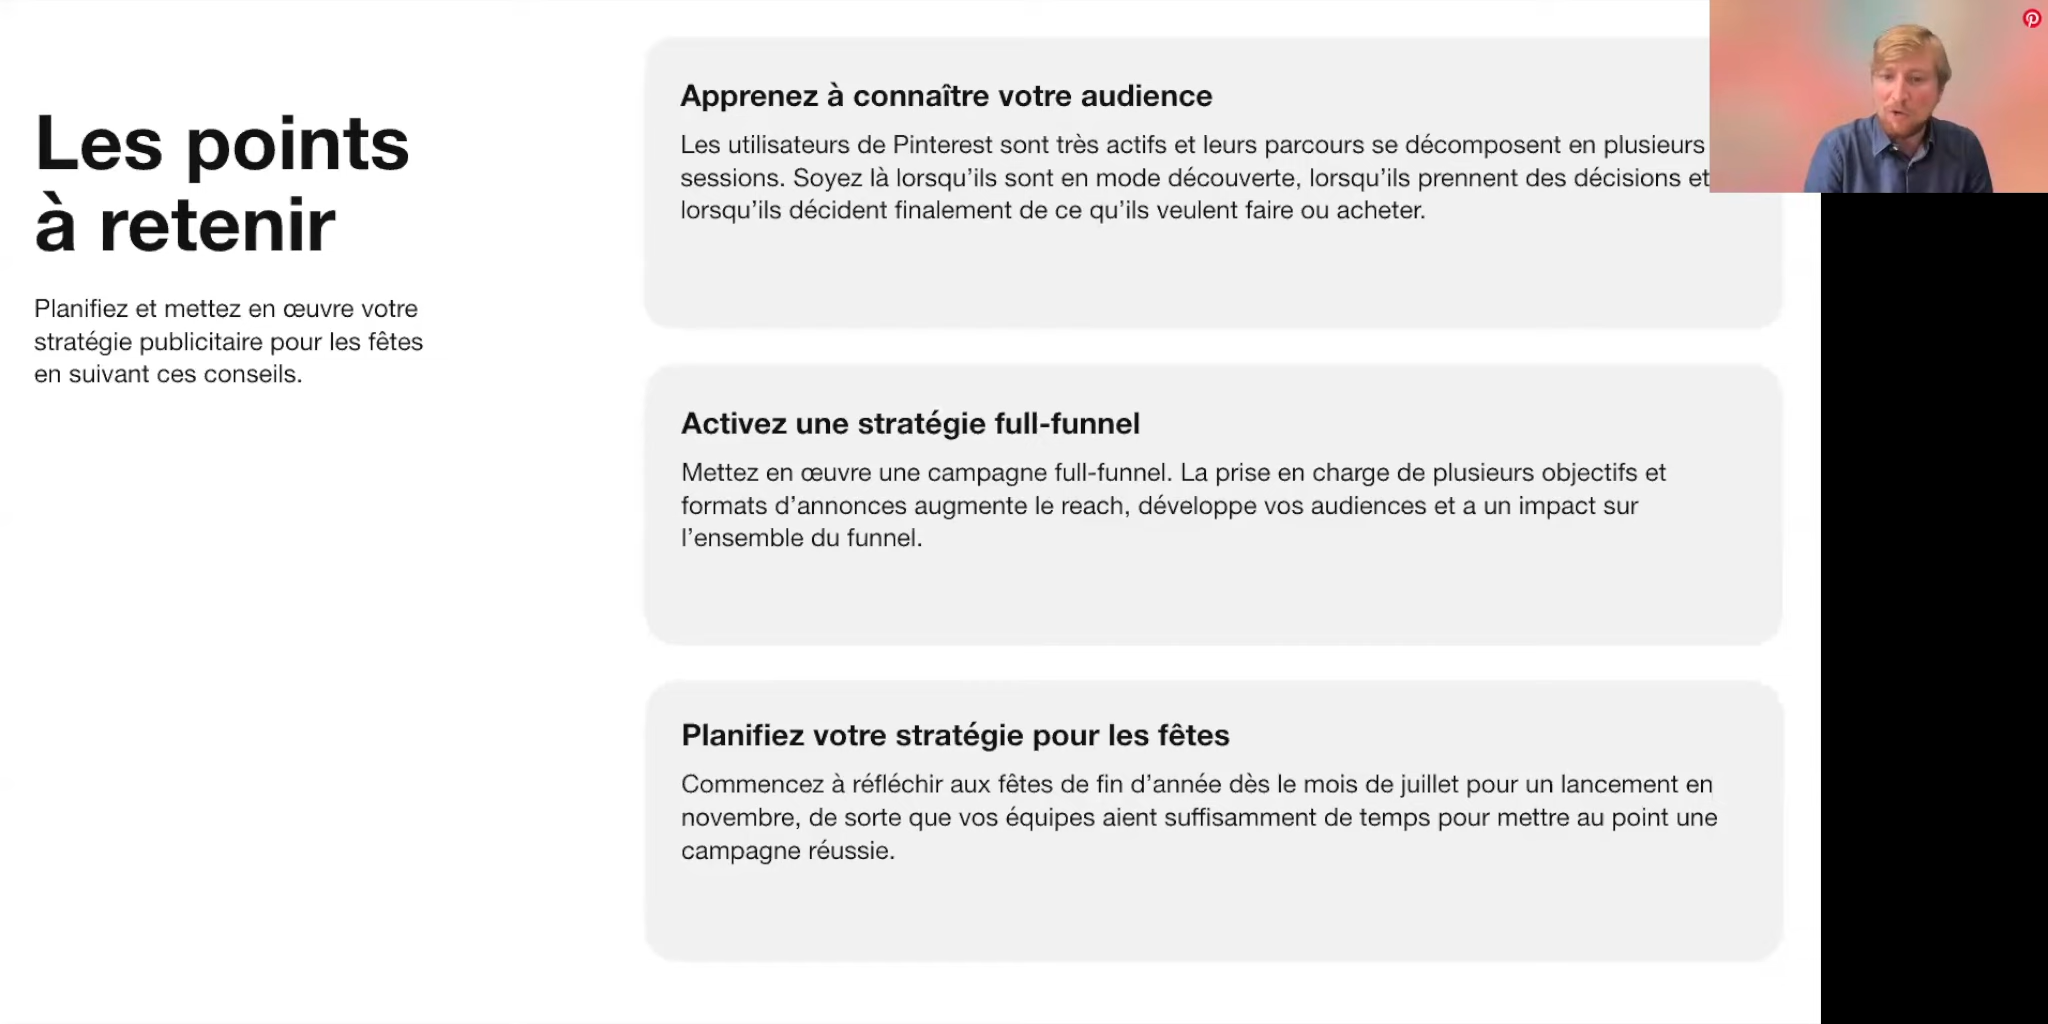 Les points
à retenir
Planifiez et mettez en œuvre votre
stratégie publicitaire pour les fêtes
en suivant ces conseils.
Apprenez à connaître votre audience
Les utilisateurs de Pinterest sont très actifs et leurs parcours se décomposent en plusieurs
sessions. Soyez là lorsqu’ils sont en mode découverte, lorsqu’ils prennent des décisions et
lorsqu’ils décident finalement de ce qu’ils veulent faire ou acheter.
Activez une stratégie full-funnel
Mettez en œuvre une campagne full-funnel. La prise en charge de plusieurs objectifs et
formats d’annonces augmente le reach, développe vos audiences et a un impact sur
l’ensemble du funnel.
Planifiez votre stratégie pour les fêtes
Commencez à réfléchir aux fêtes de fin d’année dès le mois de juillet pour un lancement en
novembre, de sorte que vos équipes aient suffisamment de temps pour mettre au point une
campagne réussie.